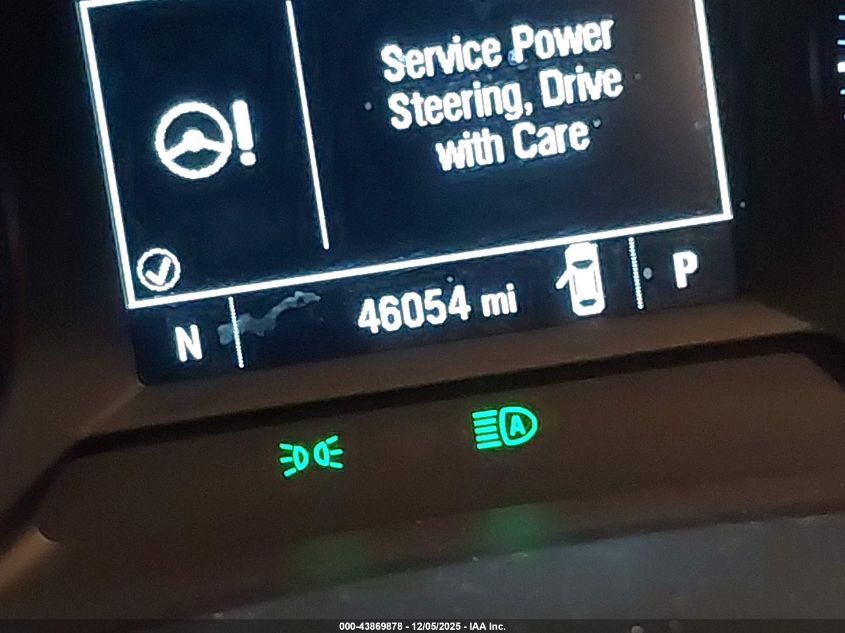 Service Power
Steering, Drive
with Care
N
46054 mi
P
A
000-43869878 - 12/05/2025 - IAA Inc.